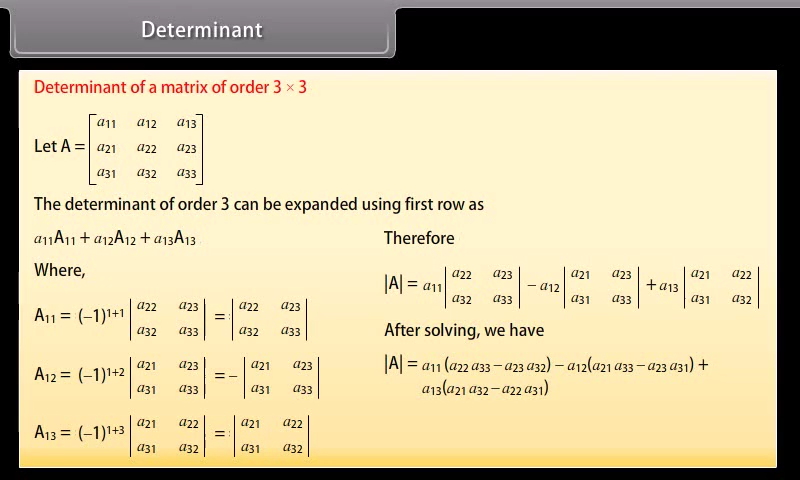 Determinant
Determinant of a matrix of order 3 × 3
Let A = [a11 a12 a13
a21 a22 a23
a31 a32 a33]
The determinant of order 3 can be expanded using first row as
a11A11 + a12A12 + a13A13
Where,
A11 = (–1)1+1 |a22 a23
a32 a33| = |a22 a23
a32 a33|
A12 = (–1)1+2 |a21 a23
a31 a33| = – |a21 a23
a31 a33|
A13 = (–1)1+3 |a21 a22
a31 a32| = |a21 a22
a31 a32|
Therefore
|A| = a11 |a22 a23
a32 a33| – a12 |a21 a23
a31 a33| + a13 |a21 a22
a31 a32|
After solving, we have
|A| = a11 (a22 a33 – a23 a32) – a12(a21 a33 – a23 a31) +
a13(a21 a32 – a22 a31)